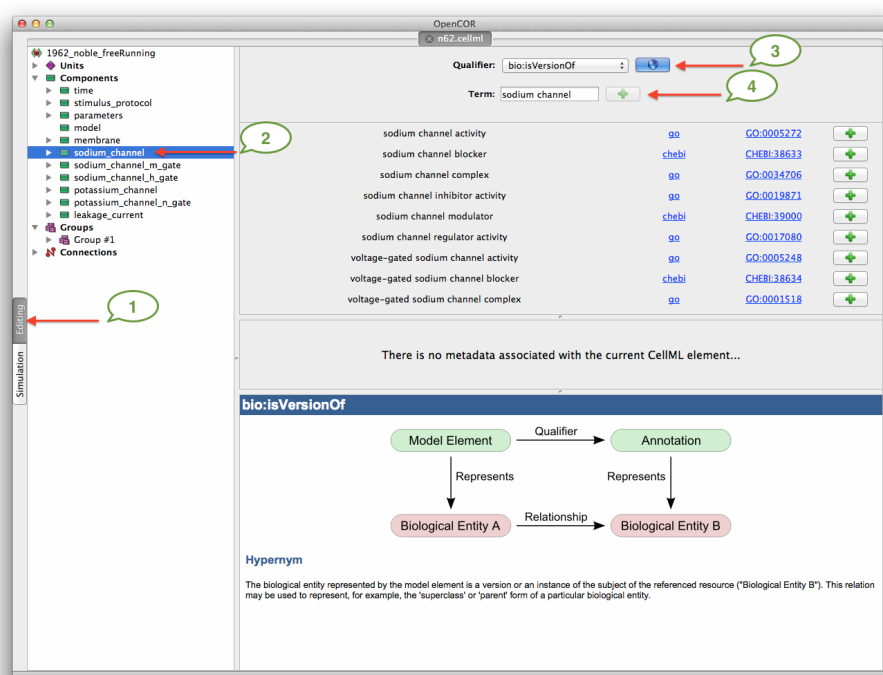 OpenCOR
n62.cellml
1962_noble_freeRunning
Units
Components
time
stimulus_protocol
parameters
model
membrane
sodium_channel
sodium_channel_m_gate
sodium_channel_h_gate
potassium_channel
potassium_channel_n_gate
leakage_current
Groups
Group #1
Connections
Editing
Simulation
1
2
3
4
Qualifier: bio:isVersionOf
Term: sodium channel
sodium channel activity go GO:0005272
sodium channel blocker chebi CHEBI:38633
sodium channel complex go GO:0034706
sodium channel inhibitor activity go GO:0019871
sodium channel modulator chebi CHEBI:39000
sodium channel regulator activity go GO:0017080
voltage-gated sodium channel activity go GO:0005248
voltage-gated sodium channel blocker chebi CHEBI:38634
voltage-gated sodium channel complex go GO:0001518
There is no metadata associated with the current CellML element...
bio:isVersionOf
Model Element Qualifier Annotation
Represents Represents
Biological Entity A Relationship Biological Entity B
Hypernym
The biological entity represented by the model element is a version or an instance of the subject of the referenced resource ("Biological Entity B"). This relation
may be used to represent, for example, the 'superclass' or 'parent' form of a particular biological entity.